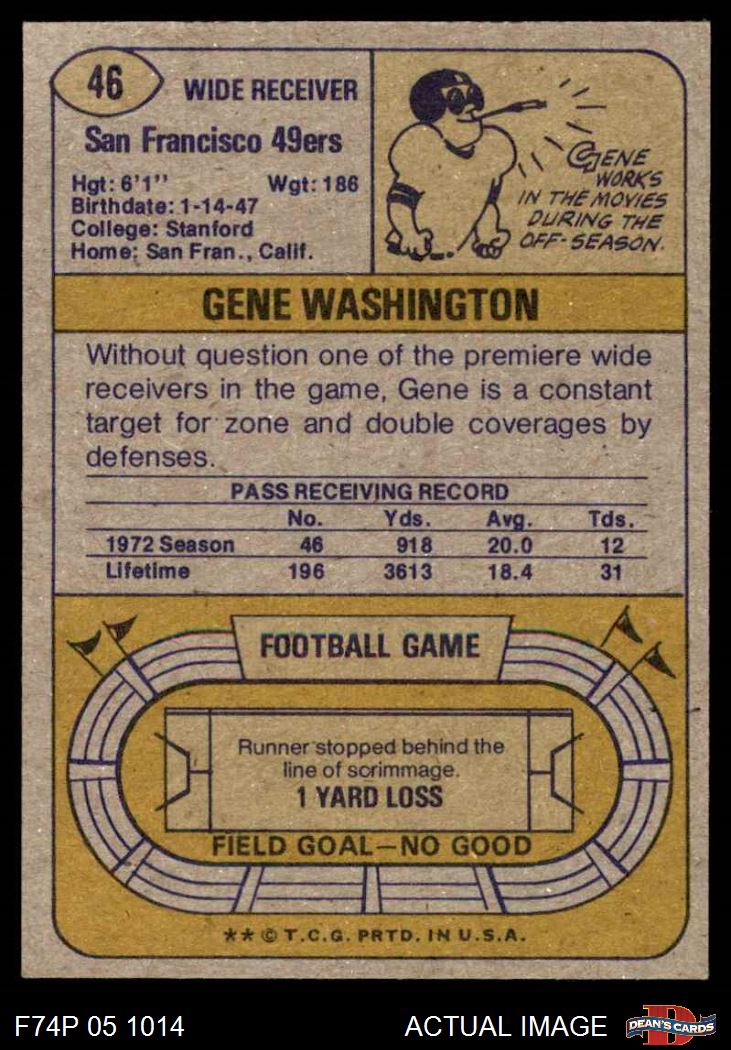 46
WIDE RECEIVER
San Francisco 49ers
Hgt: 6'1" Wgt: 186
Birthdate: 1-14-47
College: Stanford
Home: San Fran., Calif.
GENE
WORKS
IN THE MOVIES
DURING THE
OFF-SEASON.
GENE WASHINGTON
Without question one of the premiere wide
receivers in the game, Gene is a constant
target for zone and double coverages by
defenses.
PASS RECEIVING RECORD
No. Yds. Avg. Tds.
1972 Season 46 918 20.0 12
Lifetime 196 3613 18.4 31
FOOTBALL GAME
Runner stopped behind the
line of scrimmage.
1 YARD LOSS
FIELD GOAL—NO GOOD
** © T.C.G. PRTD. IN U.S.A.
F74P 05 1014
ACTUAL IMAGE
D
DEAN'S CARDS